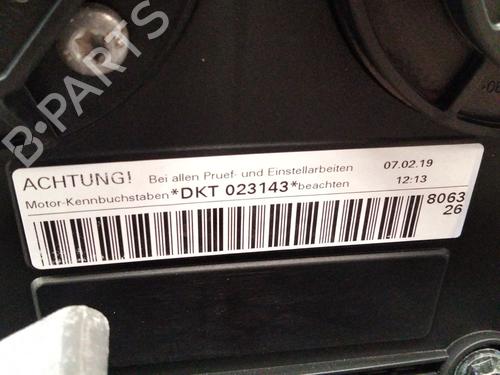 B-PARTS
ACHTUNG! Bei allen Pruef- und Einstellarbeiten 07.02.19
Motor-Kennbuchstaben *DKT 023143* beachten 12:13
8063
26